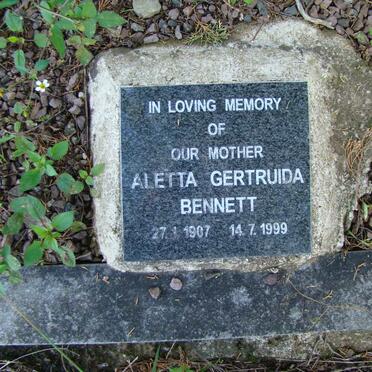 IN LOVING MEMORY
OF
OUR MOTHER
ALETTA GERTRUIDA
BENNETT
27.1.1907 14.7.1999